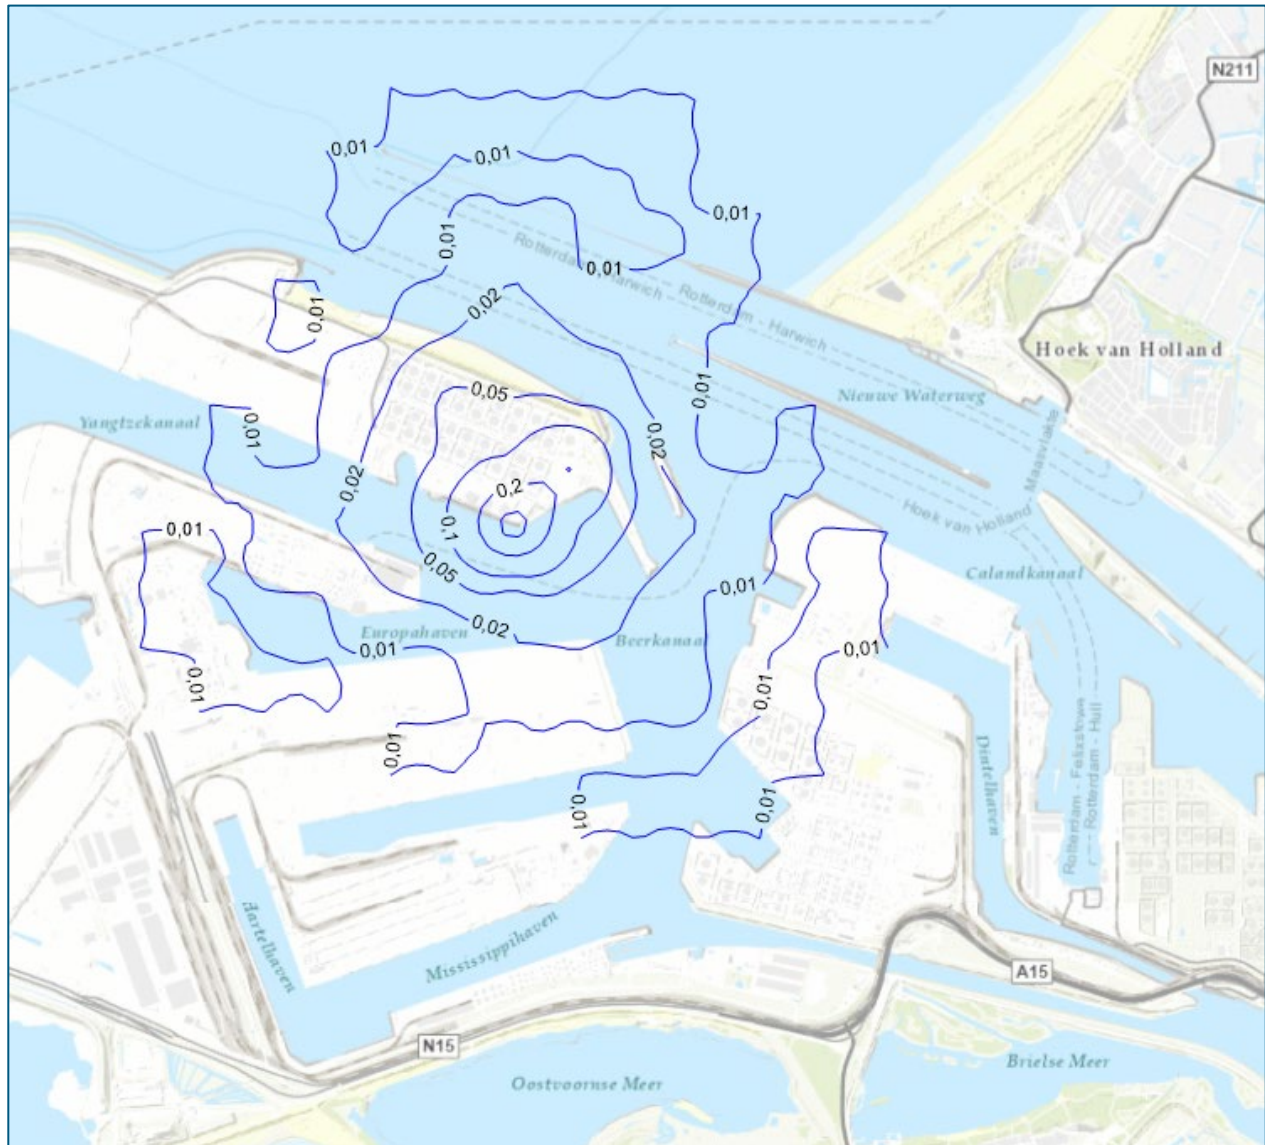 N211
0,01
0,01
0,01
0,01
Rotterdam - Harwich
0,01
Rotterdam - Harwich
0,01
0,02
Hoek van Holland
0,05
0,01
Nieuwe Waterweg
Yangtzekanaal
0,01
0,02
Maasvlakte
0,02
0,2
Hoek van Holland
0,1
0,01
0,05
Calandkanaal
0,01
0,02
Europahaven
Beerkanaal
0,01
0,01
0,01
0,01
Rotterdam - Felixstowe
Rotterdam - Hull
0,01
Dintelhaven
0,01
0,01
Hartelhaven
Mississippihaven
A15
N15
Brielse Meer
Oostvoornse Meer